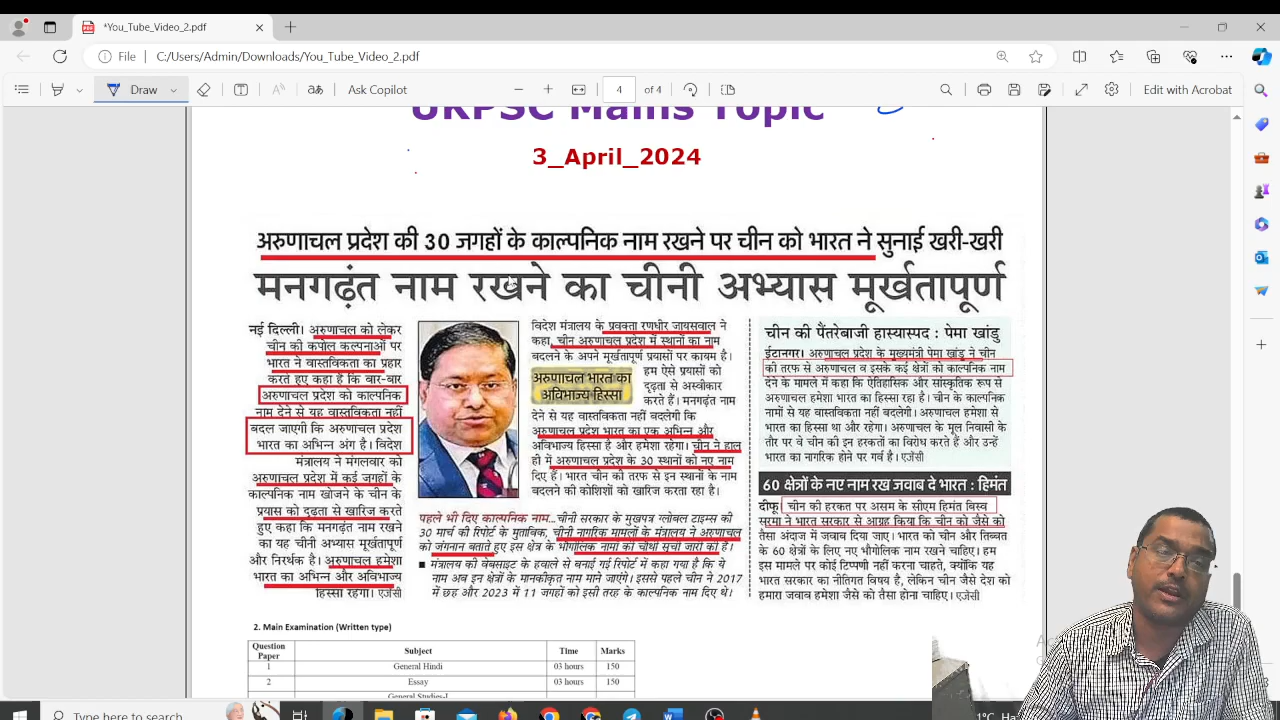 *You_Tube_Video_2.pdf
File
C:/Users/Admin/Downloads/You_Tube_Video_2.pdf
Draw
Ask Copilot
4 of 4
Edit with Acrobat
UKPSC Mains Topic
3_April_2024
अरुणाचल प्रदेश की 30 जगहों के काल्पनिक नाम रखने पर चीन को भारत ने सुनाई खरी-खरी
मनगढ़ंत नाम रखने का चीनी अभ्यास मूर्खतापूर्ण
नई दिल्ली। अरुणाचल को लेकर
चीन की कपोल कल्पनाओं पर
भारत ने वास्तविकता का प्रहार
करते हुए कहा है कि बार-बार
अरुणाचल प्रदेश को काल्पनिक
नाम देने से यह वास्तविकता नहीं
बदल जाएगी कि अरुणाचल प्रदेश
भारत का अभिन्न अंग है। विदेश
मंत्रालय ने मंगलवार को
अरुणाचल प्रदेश में कई जगहों के
काल्पनिक नाम खोजने के चीन के
प्रयास को दृढता से खारिज करते
हुए कहा कि मनगढंत नाम रखने
का यह चीनी अभ्यास मूर्खतापूर्ण
और निरर्थक है। अरुणाचल हमेशा
भारत का अभिन्न और अविभाज्य
हिस्सा रहेगा। एजेंसी
विदेश मंत्रालय के प्रवक्ता रणधीर जायसवाल ने
कहा, चीन अरुणाचल प्रदेश में स्थानों का नाम
बदलने के अपने मूर्खतापूर्ण प्रयासों पर कायम है।
हम ऐसे प्रयासों को
दृढ़ता से अस्वीकार
करते हैं। मनगढ़ंत नाम
अरुणाचल भारत का
अविभाज्य हिस्सा
देने से यह वास्तविकता नहीं बदलेगी कि
अरुणाचल प्रदेश भारत का एक अभिन्न और
अविभाज्य हिस्सा है और हमेशा रहेगा। चीन ने हाल
ही में अरुणाचल प्रदेश के 30 स्थानों को नए नाम
दिए हैं। भारत चीन की तरफ से इन स्थानों के नाम
बदलने की कोशिशों को खारिज करता रहा है।
पहले भी दिए काल्पनिक नाम...चीनी सरकार के मुखपत्र ग्लोबल टाइम्स की
30 मार्च की रिपोर्ट के मुताबिक, चीनी नागरिक मामलों के मंत्रालय ने अरुणाचल
को जंगनान बताते हुए इस क्षेत्र के भौगोलिक नामों की चौथी सूची जारी की हैं।
■ मंत्रालय की वेबसाइट के हवाले से बनाई गई रिपोर्ट में कहा गया है कि ये
नाम अब इन क्षेत्रों के मानकीकृत नाम माने जाएंगे। इससे पहले चीन ने 2017
में छह और 2023 में 11 जगहों को इसी तरह के काल्पनिक नाम दिए थे।
चीन की पैंतरेबाजी हास्यास्पद : पेमा खांडु
ईटानगर। अरुणाचल प्रदेश के मुख्यमंत्री पेमा खांडु ने चीन
की तरफ से अरुणाचल व इसके कई क्षेत्रों को काल्पनिक नाम
देने के मामले में कहा कि ऐतिहासिक और सांस्कृतिक रूप से
अरुणाचल हमेशा भारत का हिस्सा रहा है। चीन के काल्पनिक
नामों से यह वास्तविकता नहीं बदलेगी। अरुणाचल हमेशा से
भारत का हिस्सा था और रहेगा। अरुणाचल के मूल निवासी के
तौर पर वे चीन की इन हरकतों का विरोध करते हैं और उन्हें
भारत का नागरिक होने पर गर्व है। एजेंसी
60 क्षेत्रों के नए नाम रख जवाब दे भारत : हिमंत
दीफू। चीन की हरकत पर असम के सीएम हिमंत बिस्व
सरमा ने भारत सरकार से आग्रह किया कि चीन को जैसे को
तैसा अंदाज में जवाब दिया जाए। भारत को चीन और तिब्बत
के 60 क्षेत्रों के लिए नए भौगोलिक नाम रखने चाहिए। हम
इस मामले पर कोई टिप्पणी नहीं करना चाहते, क्योंकि यह
भारत सरकार का नीतिगत विषय है, लेकिन चीन जैसे देश को
हमारा जवाब हमेशा जैसे को तैसा होना चाहिए। एजेंसी
2. Main Examination (Written type)
Question Paper Subject Time Marks
1 General Hindi 03 hours 150
2 Essay 03 hours 150
General Studies-I
Type here to search